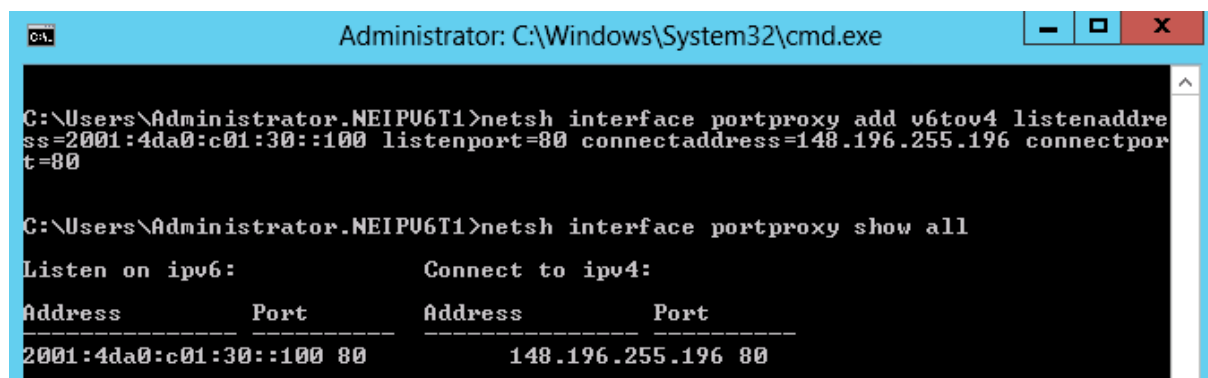 Administrator: C:\Windows\System32\cmd.exe
C:\Users\Administrator.NEIPV6T1>netsh interface portproxy add v6tov4 listenaddre
ss=2001:4da0:c01:30::100 listenport=80 connectaddress=148.196.255.196 connectpor
t=80
C:\Users\Administrator.NEIPV6T1>netsh interface portproxy show all
Listen on ipv6:             Connect to ipv4:
Address         Port        Address         Port
--------------- ----------  --------------- ----------
2001:4da0:c01:30::100 80          148.196.255.196 80